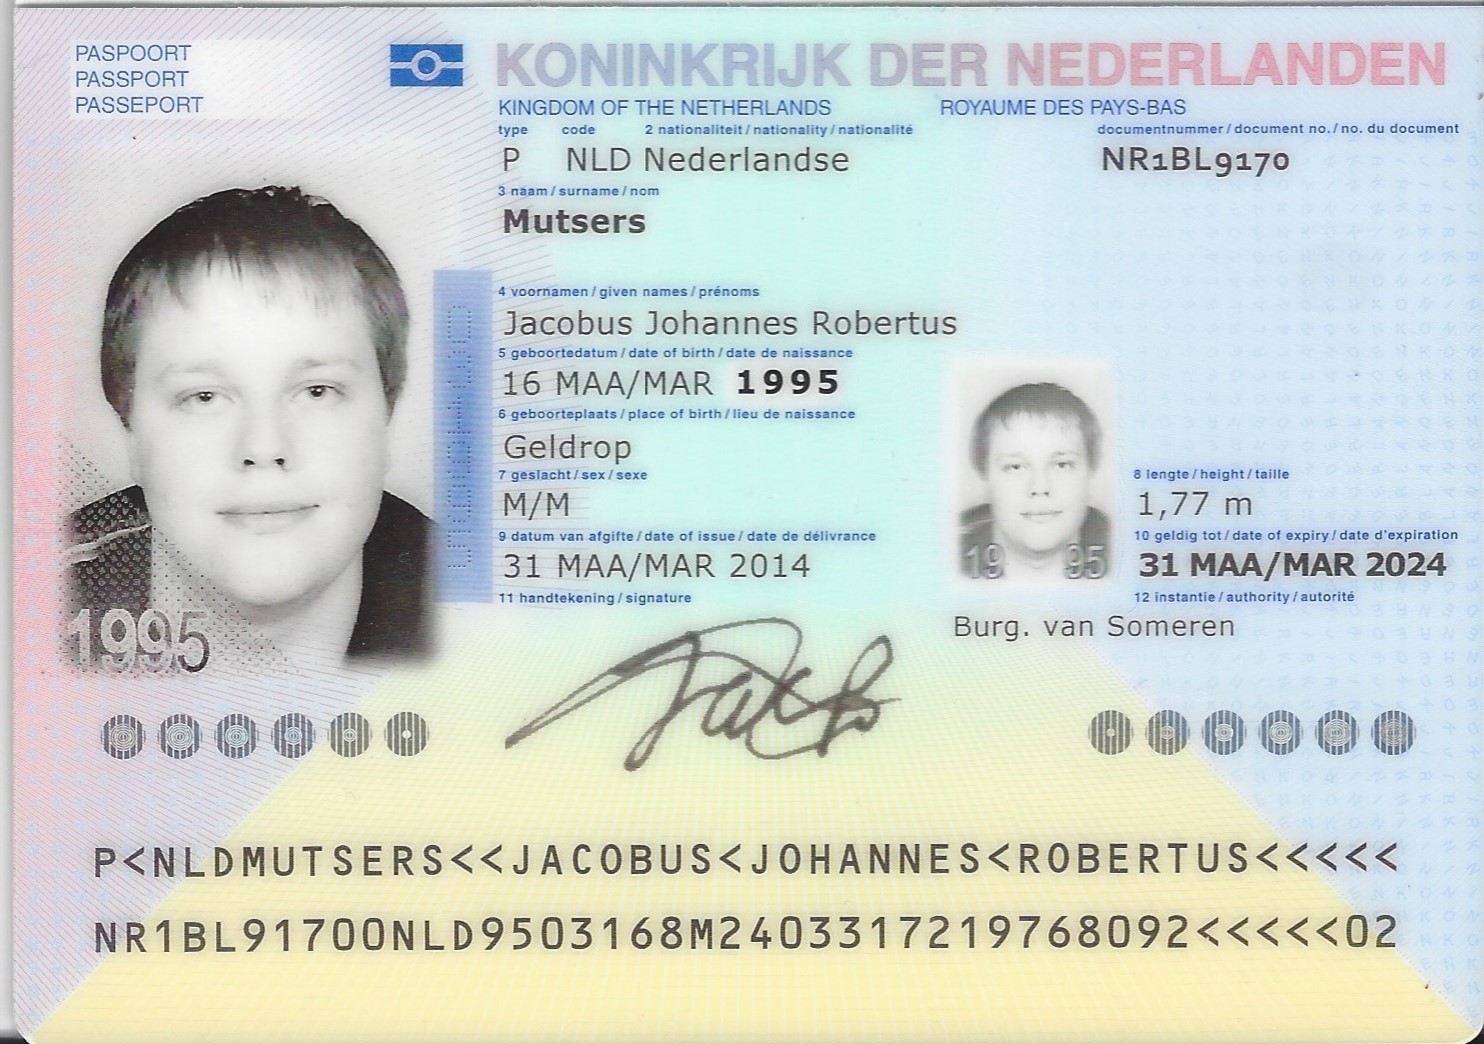 PASPOORT
PASSPORT
PASSEPORT
KONINKRIJK DER NEDERLANDEN
KINGDOM OF THE NETHERLANDS ROYAUME DES PAYS-BAS
type code 2 nationaliteit / nationality / nationalité documentnummer / document no. / no. du document
P NLD Nederlandse NR1BL9170
3 naam / surname / nom
Mutsers
4 voornamen / given names / prénoms
Jacobus Johannes Robertus
5 geboortedatum / date of birth / date de naissance
16 MAA/MAR 1995
6 geboorteplaats / place of birth / lieu de naissance
Geldrop
7 geslacht / sex / sexe 8 lengte / height / taille
M/M 1,77 m
9 datum van afgifte / date of issue / date de délivrance 10 geldig tot / date of expiry / date d'expiration
31 MAA/MAR 2014 31 MAA/MAR 2024
11 handtekening / signature 12 instantie / authority / autorité
Burg. van Someren
1995
19 95
P<NLDMUTSERS<<JACOBUS<JOHANNES<ROBERTUS<<<<<
NR1BL91700NLD9503168M2403317219768092<<<<<02